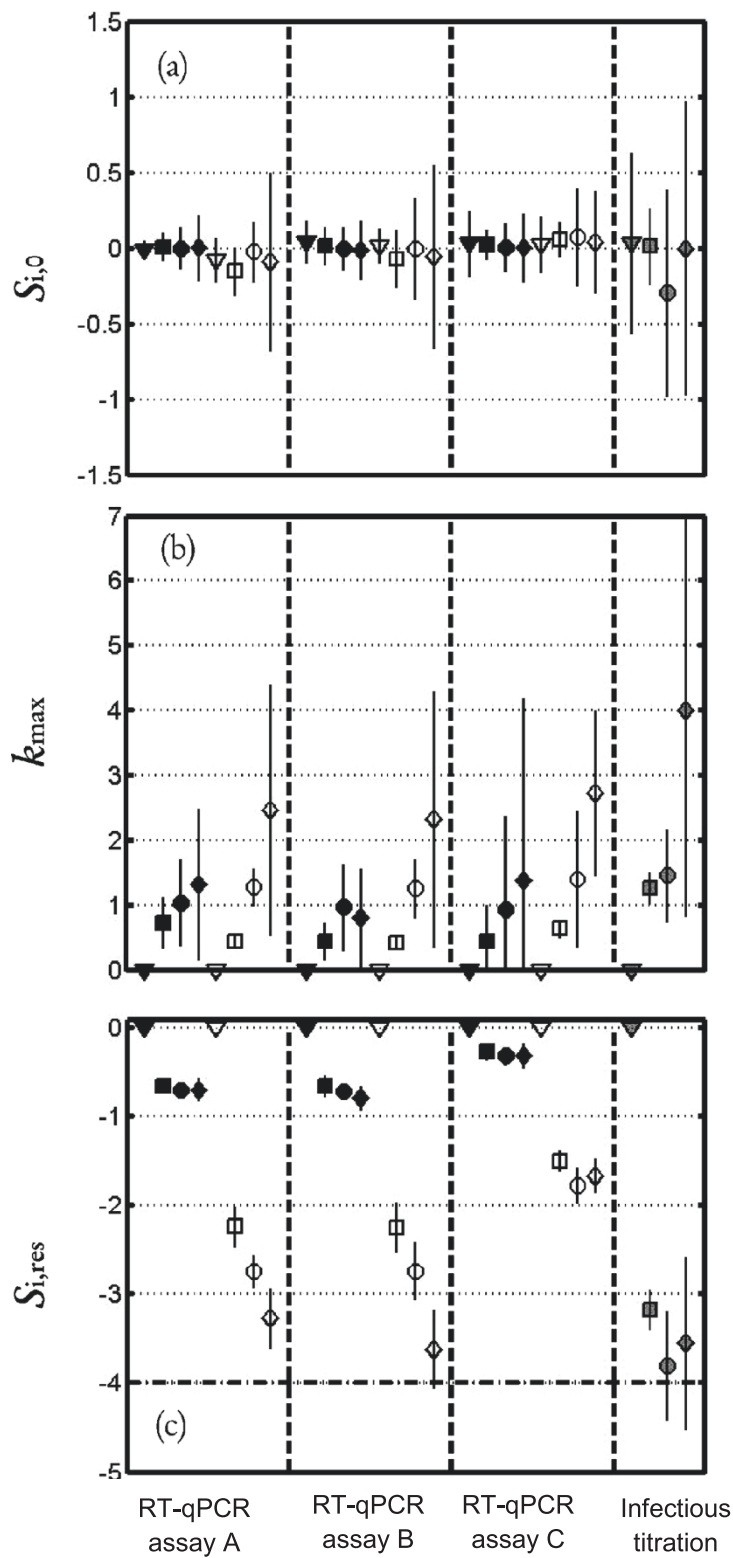 (a)
1.5
1
0.5
0
-0.5
-1
-1.5
Si,0
(b)
7
6
5
4
3
2
1
0
kmax
0
-1
-2
-3
-4
-5
Si,res
(c)
RT-qPCR
assay A
RT-qPCR
assay B
RT-qPCR
assay C
Infectious
titration